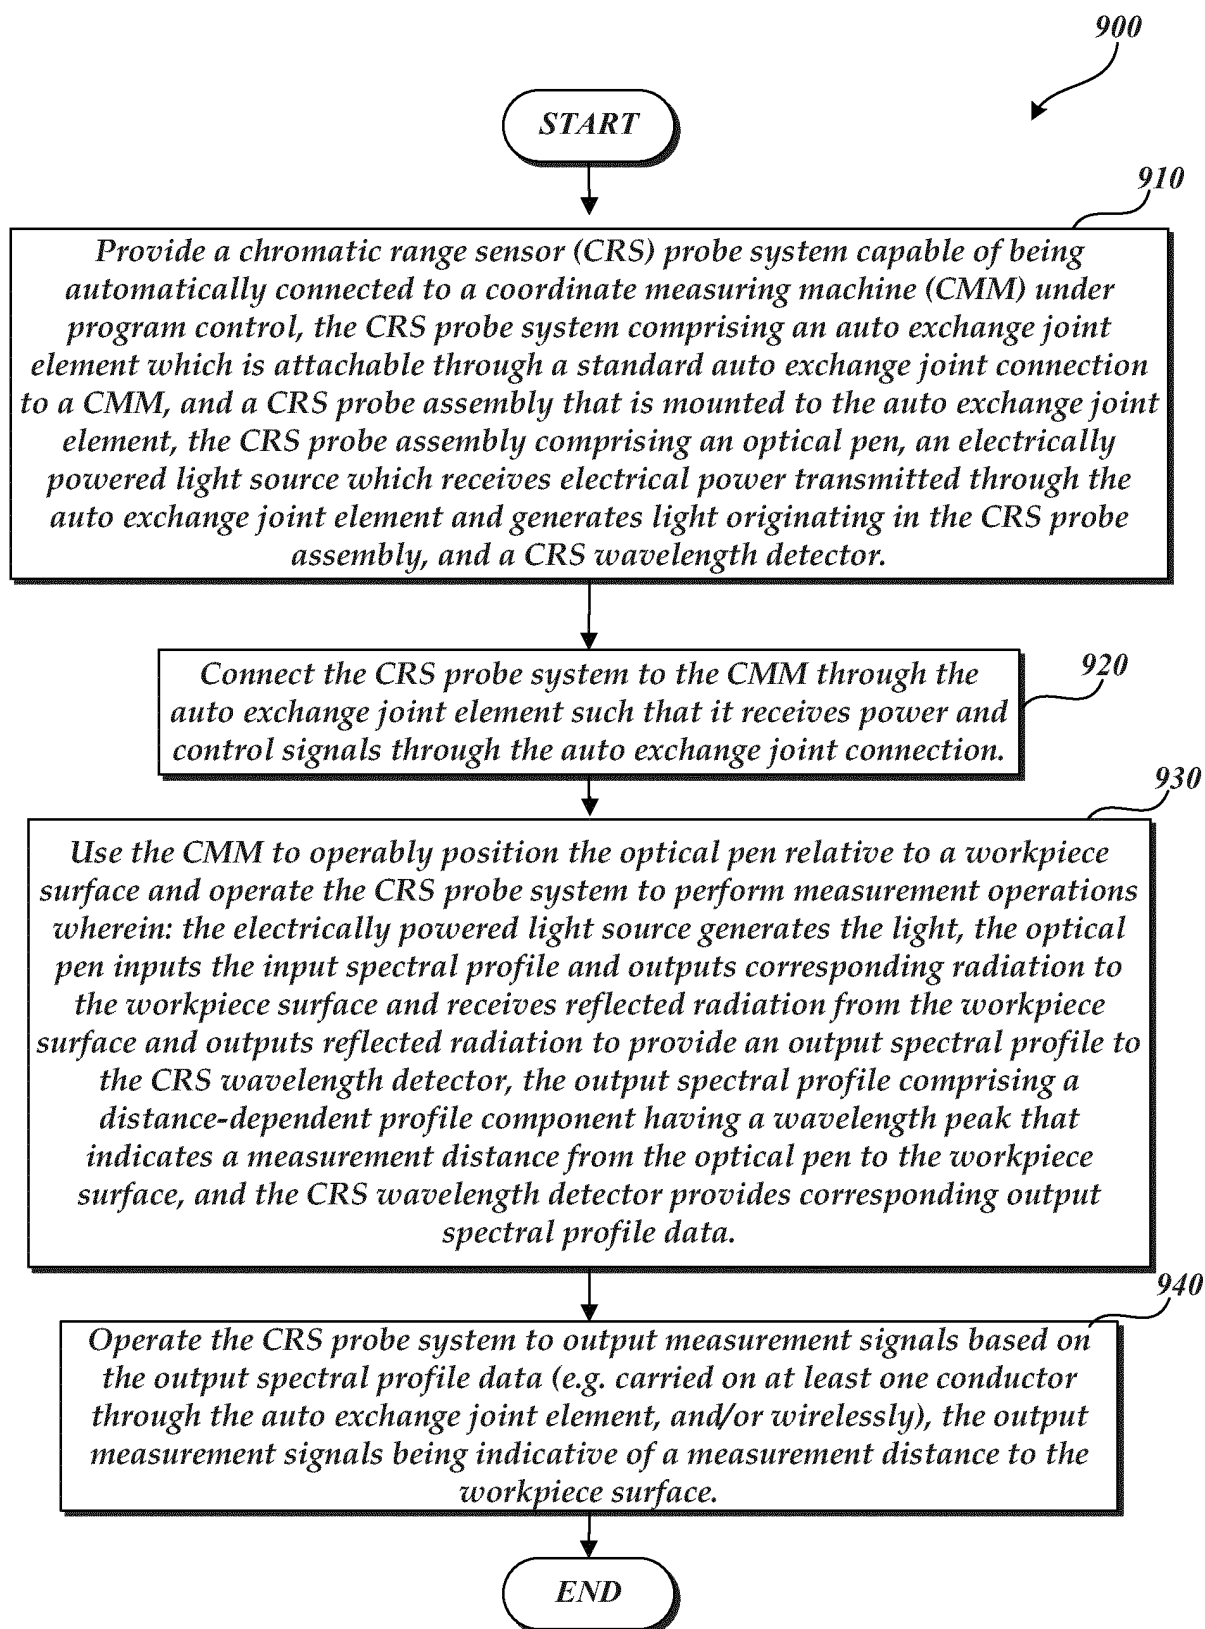 900
START
910
Provide a chromatic range sensor (CRS) probe system capable of being
automatically connected to a coordinate measuring machine (CMM) under
program control, the CRS probe system comprising an auto exchange joint
element which is attachable through a standard auto exchange joint connection
to a CMM, and a CRS probe assembly that is mounted to the auto exchange joint
element, the CRS probe assembly comprising an optical pen, an electrically
powered light source which receives electrical power transmitted through the
auto exchange joint element and generates light originating in the CRS probe
assembly, and a CRS wavelength detector.
920
Connect the CRS probe system to the CMM through the
auto exchange joint element such that it receives power and
control signals through the auto exchange joint connection.
930
Use the CMM to operably position the optical pen relative to a workpiece
surface and operate the CRS probe system to perform measurement operations
wherein: the electrically powered light source generates the light, the optical
pen inputs the input spectral profile and outputs corresponding radiation to
the workpiece surface and receives reflected radiation from the workpiece
surface and outputs reflected radiation to provide an output spectral profile to
the CRS wavelength detector, the output spectral profile comprising a
distance-dependent profile component having a wavelength peak that
indicates a measurement distance from the optical pen to the workpiece
surface, and the CRS wavelength detector provides corresponding output
spectral profile data.
940
Operate the CRS probe system to output measurement signals based on
the output spectral profile data (e.g. carried on at least one conductor
through the auto exchange joint element, and/or wirelessly), the output
measurement signals being indicative of a measurement distance to the
workpiece surface.
END